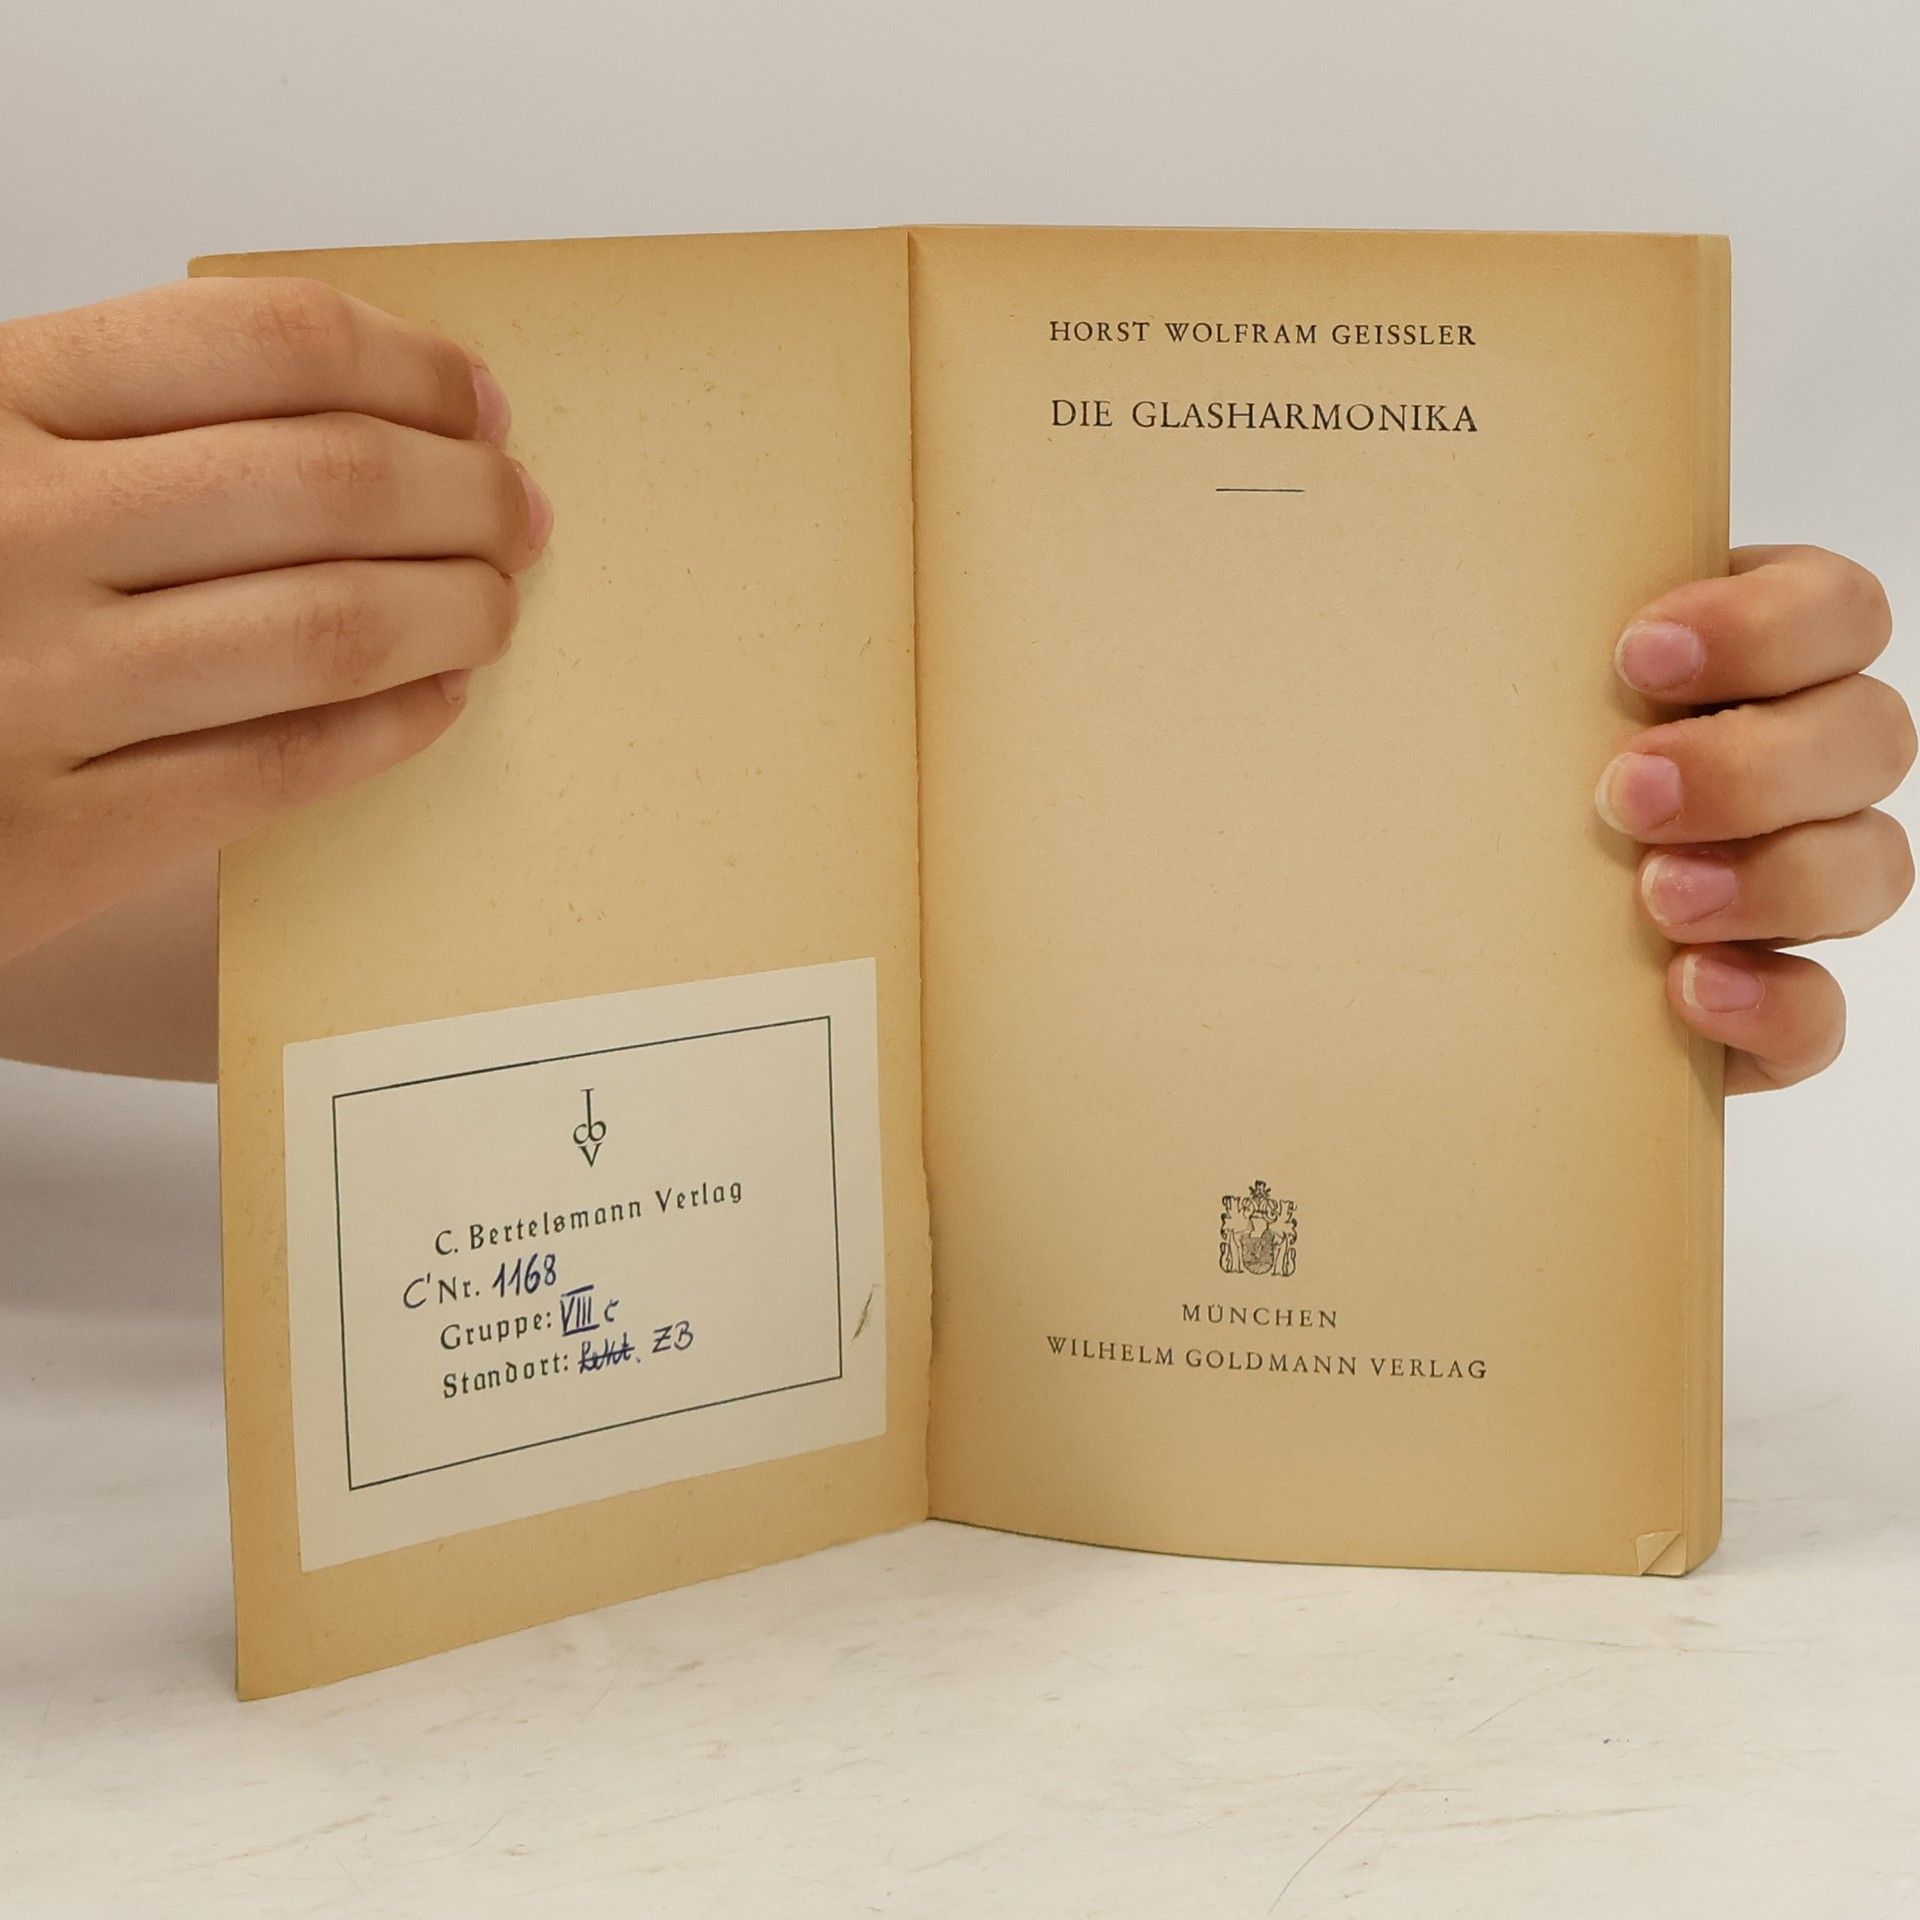 C. Bertelsmann Verlag
C' Nr. 1168
Gruppe: VIII c
Standort: ZB
HORST WOLFRAM GEISSLER
DIE GLASHARMONIKA
MÜNCHEN
WILHELM GOLDMANN VERLAG